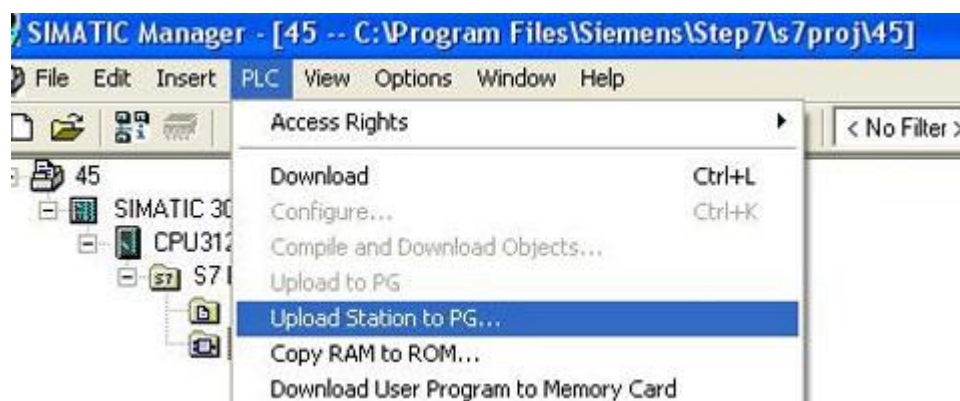 SIMATIC Manager - [45 -- C:\Program Files\Siemens\Step7\s7proj\45]
File Edit Insert PLC View Options Window Help
Access Rights
< No Filter >
45
Download Ctrl+L
SIMATIC 30
Configure... Ctrl+K
CPU312
Compile and Download Objects...
S7
Upload to PG
Upload Station to PG...
Copy RAM to ROM...
Download User Program to Memory Card